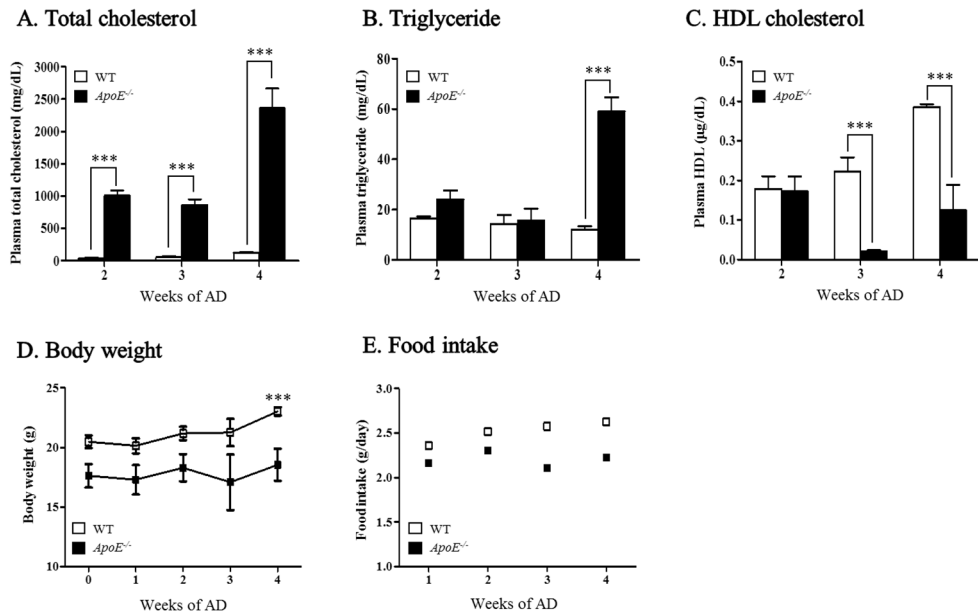 A. Total cholesterol
Plasma total cholesterol (mg/dL)
3000
2500
2000
1500
1000
500
0
WT
ApoE-/-
***
***
***
2 3 4
Weeks of AD
B. Triglyceride
Plasma triglyceride (mg/dL)
60
40
20
0
80
WT
ApoE-/-
***
2 3 4
Weeks of AD
C. HDL cholesterol
Plasma HDL (μg/dL)
0.5
0.4
0.3
0.2
0.1
0.0
WT
ApoE-/-
***
***
2 3 4
Weeks of AD
D. Body weight
Body weight (g)
25
20
15
10
***
WT
ApoE-/-
0 1 2 3 4
Weeks of AD
E. Food intake
Food intake (g/day)
3.0
2.5
2.0
1.5
1.0
WT
ApoE-/-
1 2 3 4
Weeks of AD